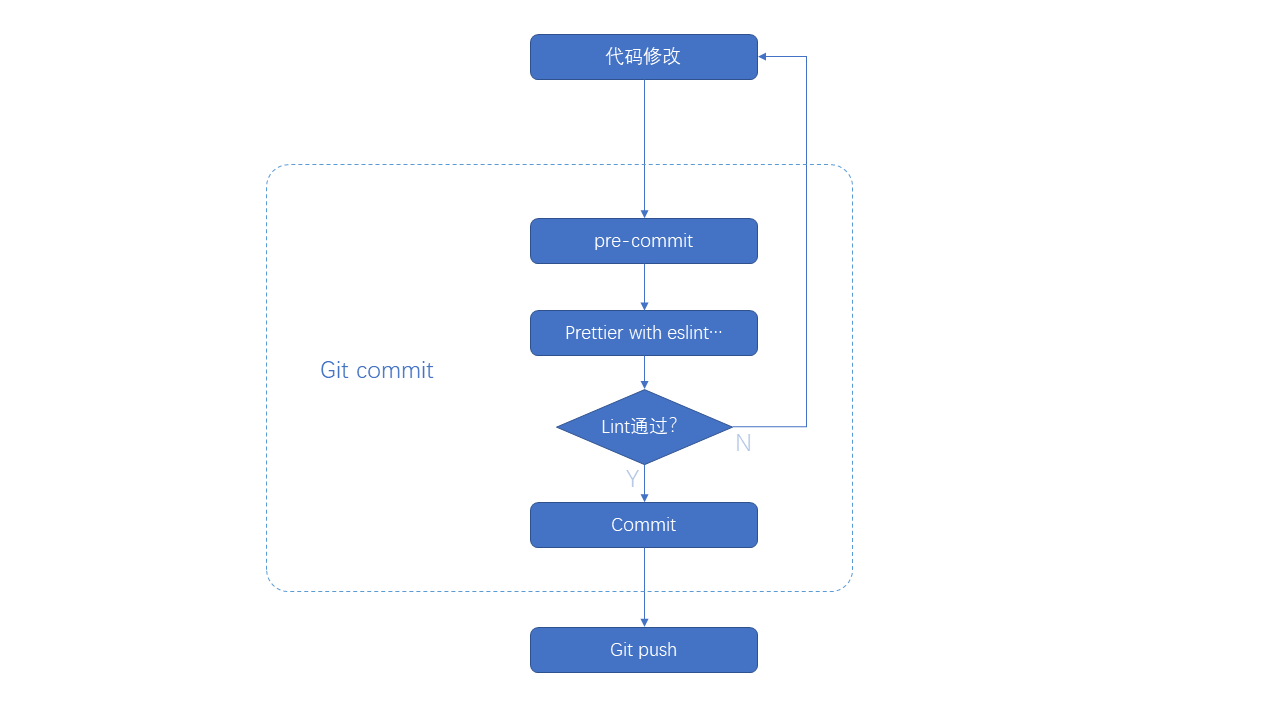 代码修改
pre-commit
Prettier with eslint…
Git commit
Lint通过？
N
Y
Commit
Git push